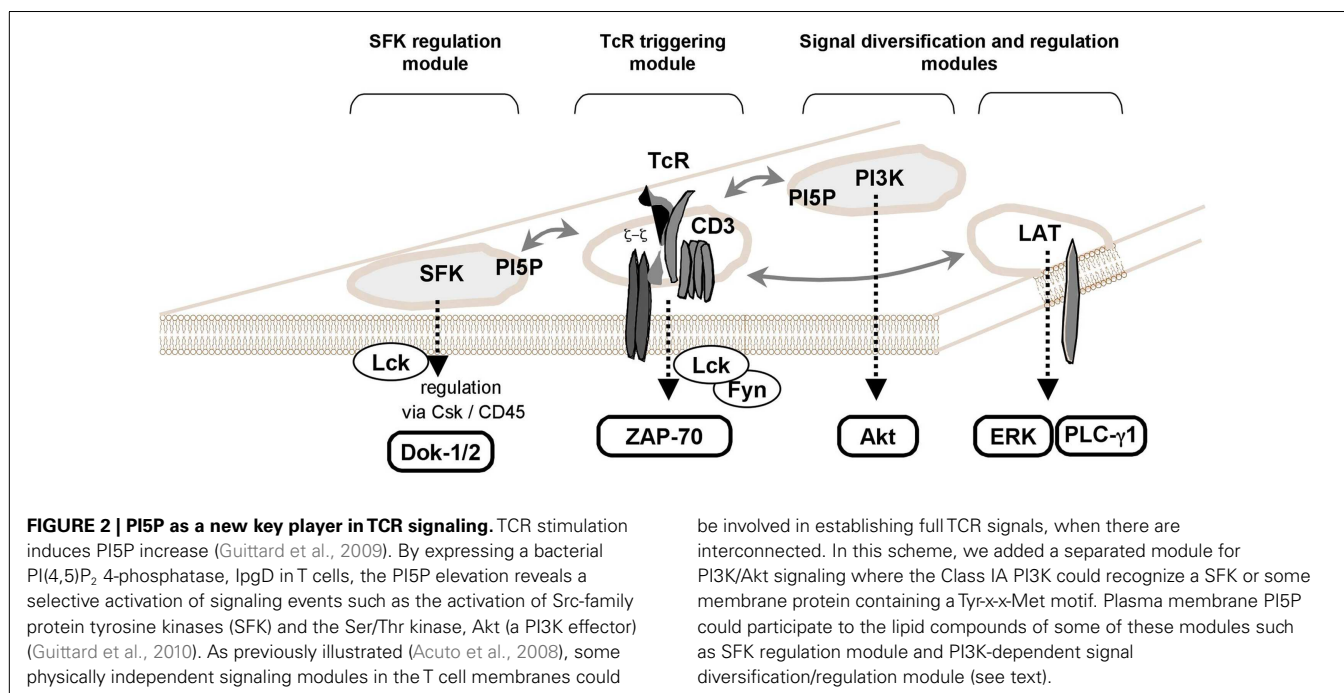 SFK regulation
module
TcR triggering
module
Signal diversification and regulation
modules
TcR
PI3K
PI5P
CD3
LAT
ζ–ζ
PI5P
SFK
Lck
Lck
Fyn
regulation
via Csk / CD45
Dok-1/2
ZAP-70
Akt
ERK
PLC-γ1
FIGURE 2 | PI5P as a new key player in TCR signaling. TCR stimulation
induces PI5P increase (Guittard et al., 2009). By expressing a bacterial
PI(4,5)P₂ 4-phosphatase, IpgD in T cells, the PI5P elevation reveals a
selective activation of signaling events such as the activation of Src-family
protein tyrosine kinases (SFK) and the Ser/Thr kinase, Akt (a PI3K effector)
(Guittard et al., 2010). As previously illustrated (Acuto et al., 2008), some
physically independent signaling modules in the T cell membranes could
be involved in establishing full TCR signals, when there are
interconnected. In this scheme, we added a separated module for
PI3K/Akt signaling where the Class IA PI3K could recognize a SFK or some
membrane protein containing a Tyr-x-x-Met motif. Plasma membrane PI5P
could participate to the lipid compounds of some of these modules such
as SFK regulation module and PI3K-dependent signal
diversification/regulation module (see text).